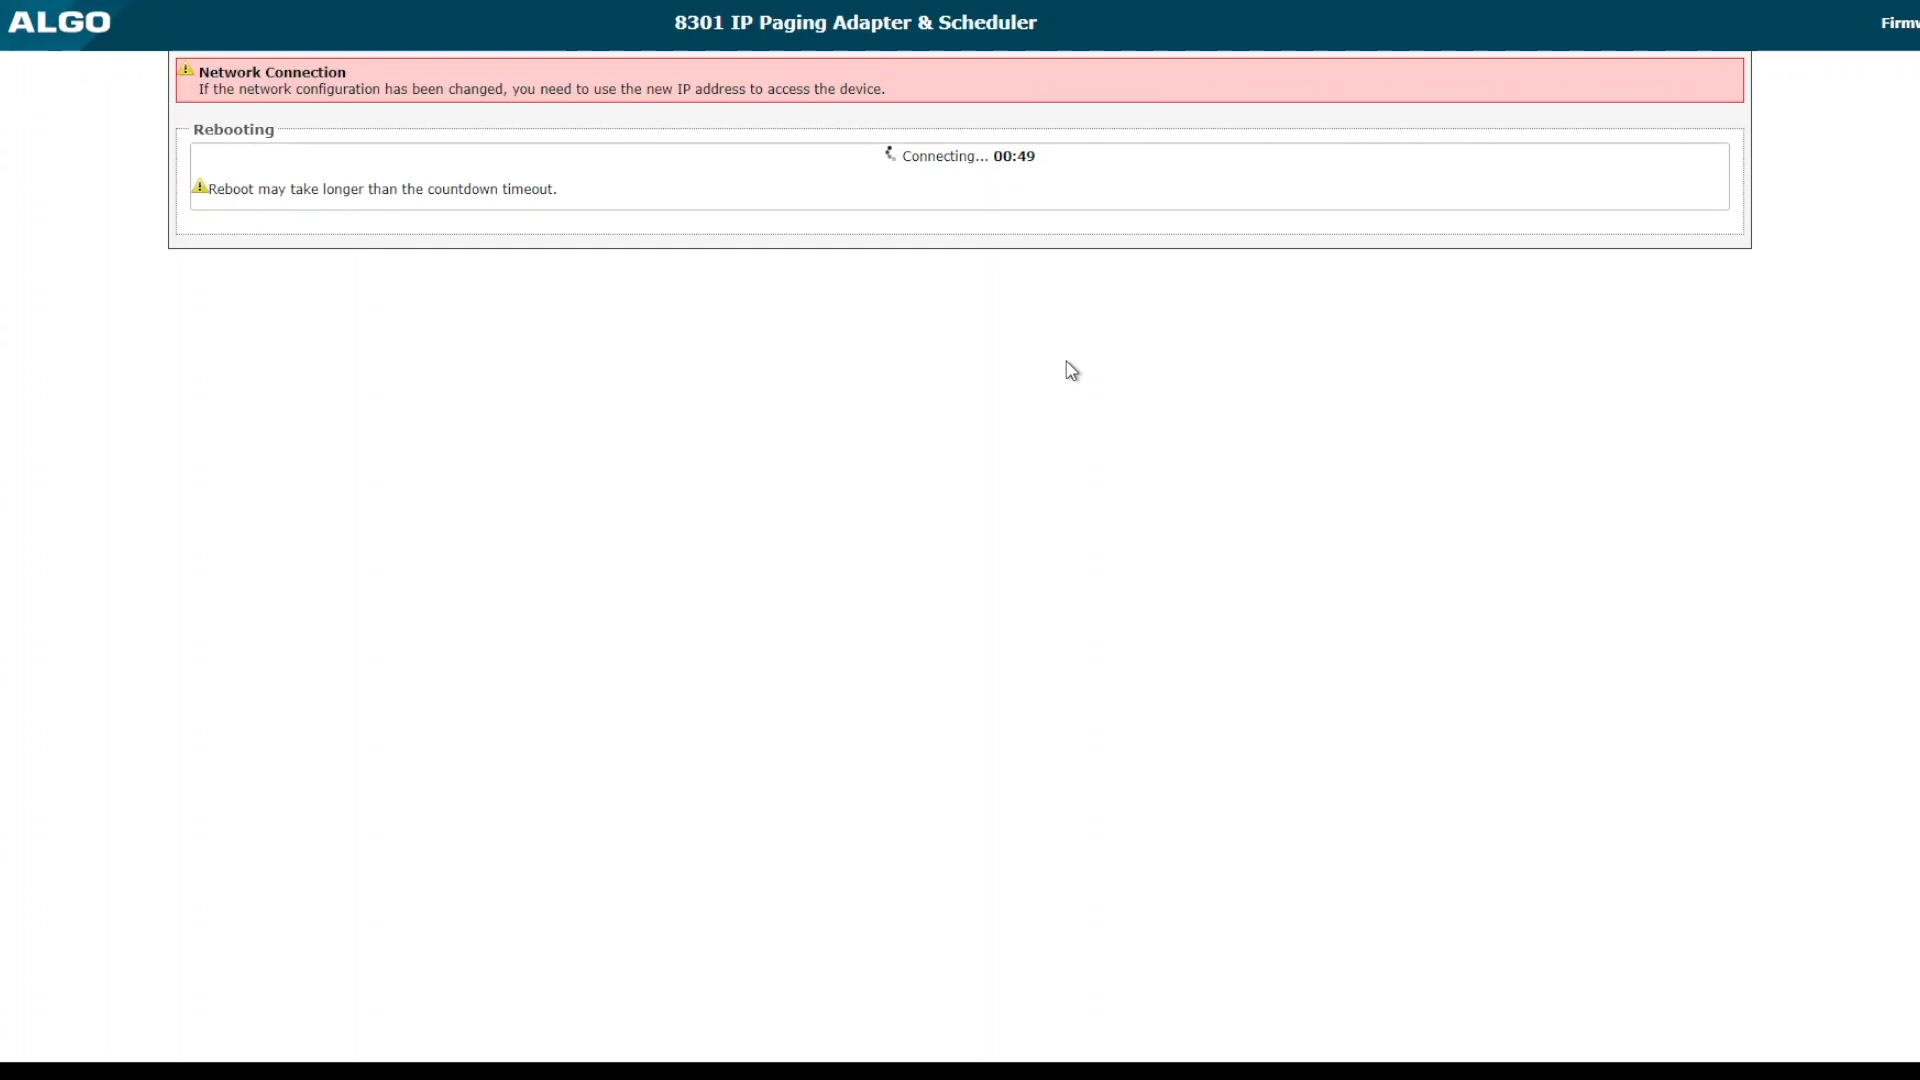 ALGO
8301 IP Paging Adapter & Scheduler
Firmw
Network Connection
If the network configuration has been changed, you need to use the new IP address to access the device.
Rebooting
Connecting... 00:49
Reboot may take longer than the countdown timeout.